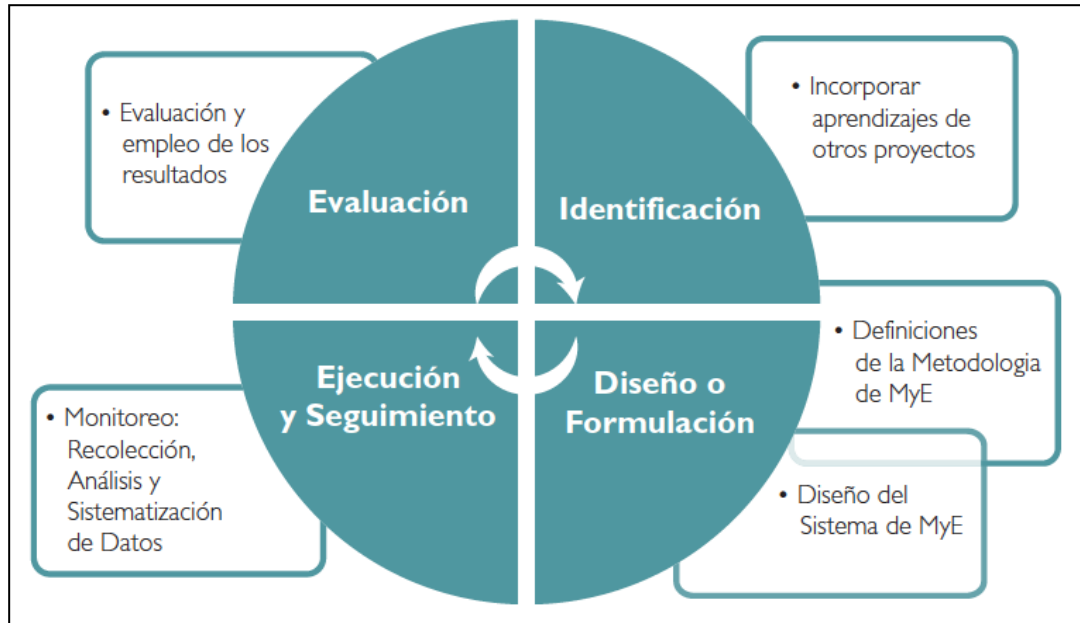 • Evaluación y
empleo de los
resultados
Evaluación
Identificación
• Incorporar
aprendizajes de
otros proyectos
Ejecución
y Seguimiento
Diseño o
Formulación
• Definiciones
de la Metodologia
de MyE
• Monitoreo:
Recolección,
Análisis y
Sistematización
de Datos
• Diseño del
Sistema de MyE